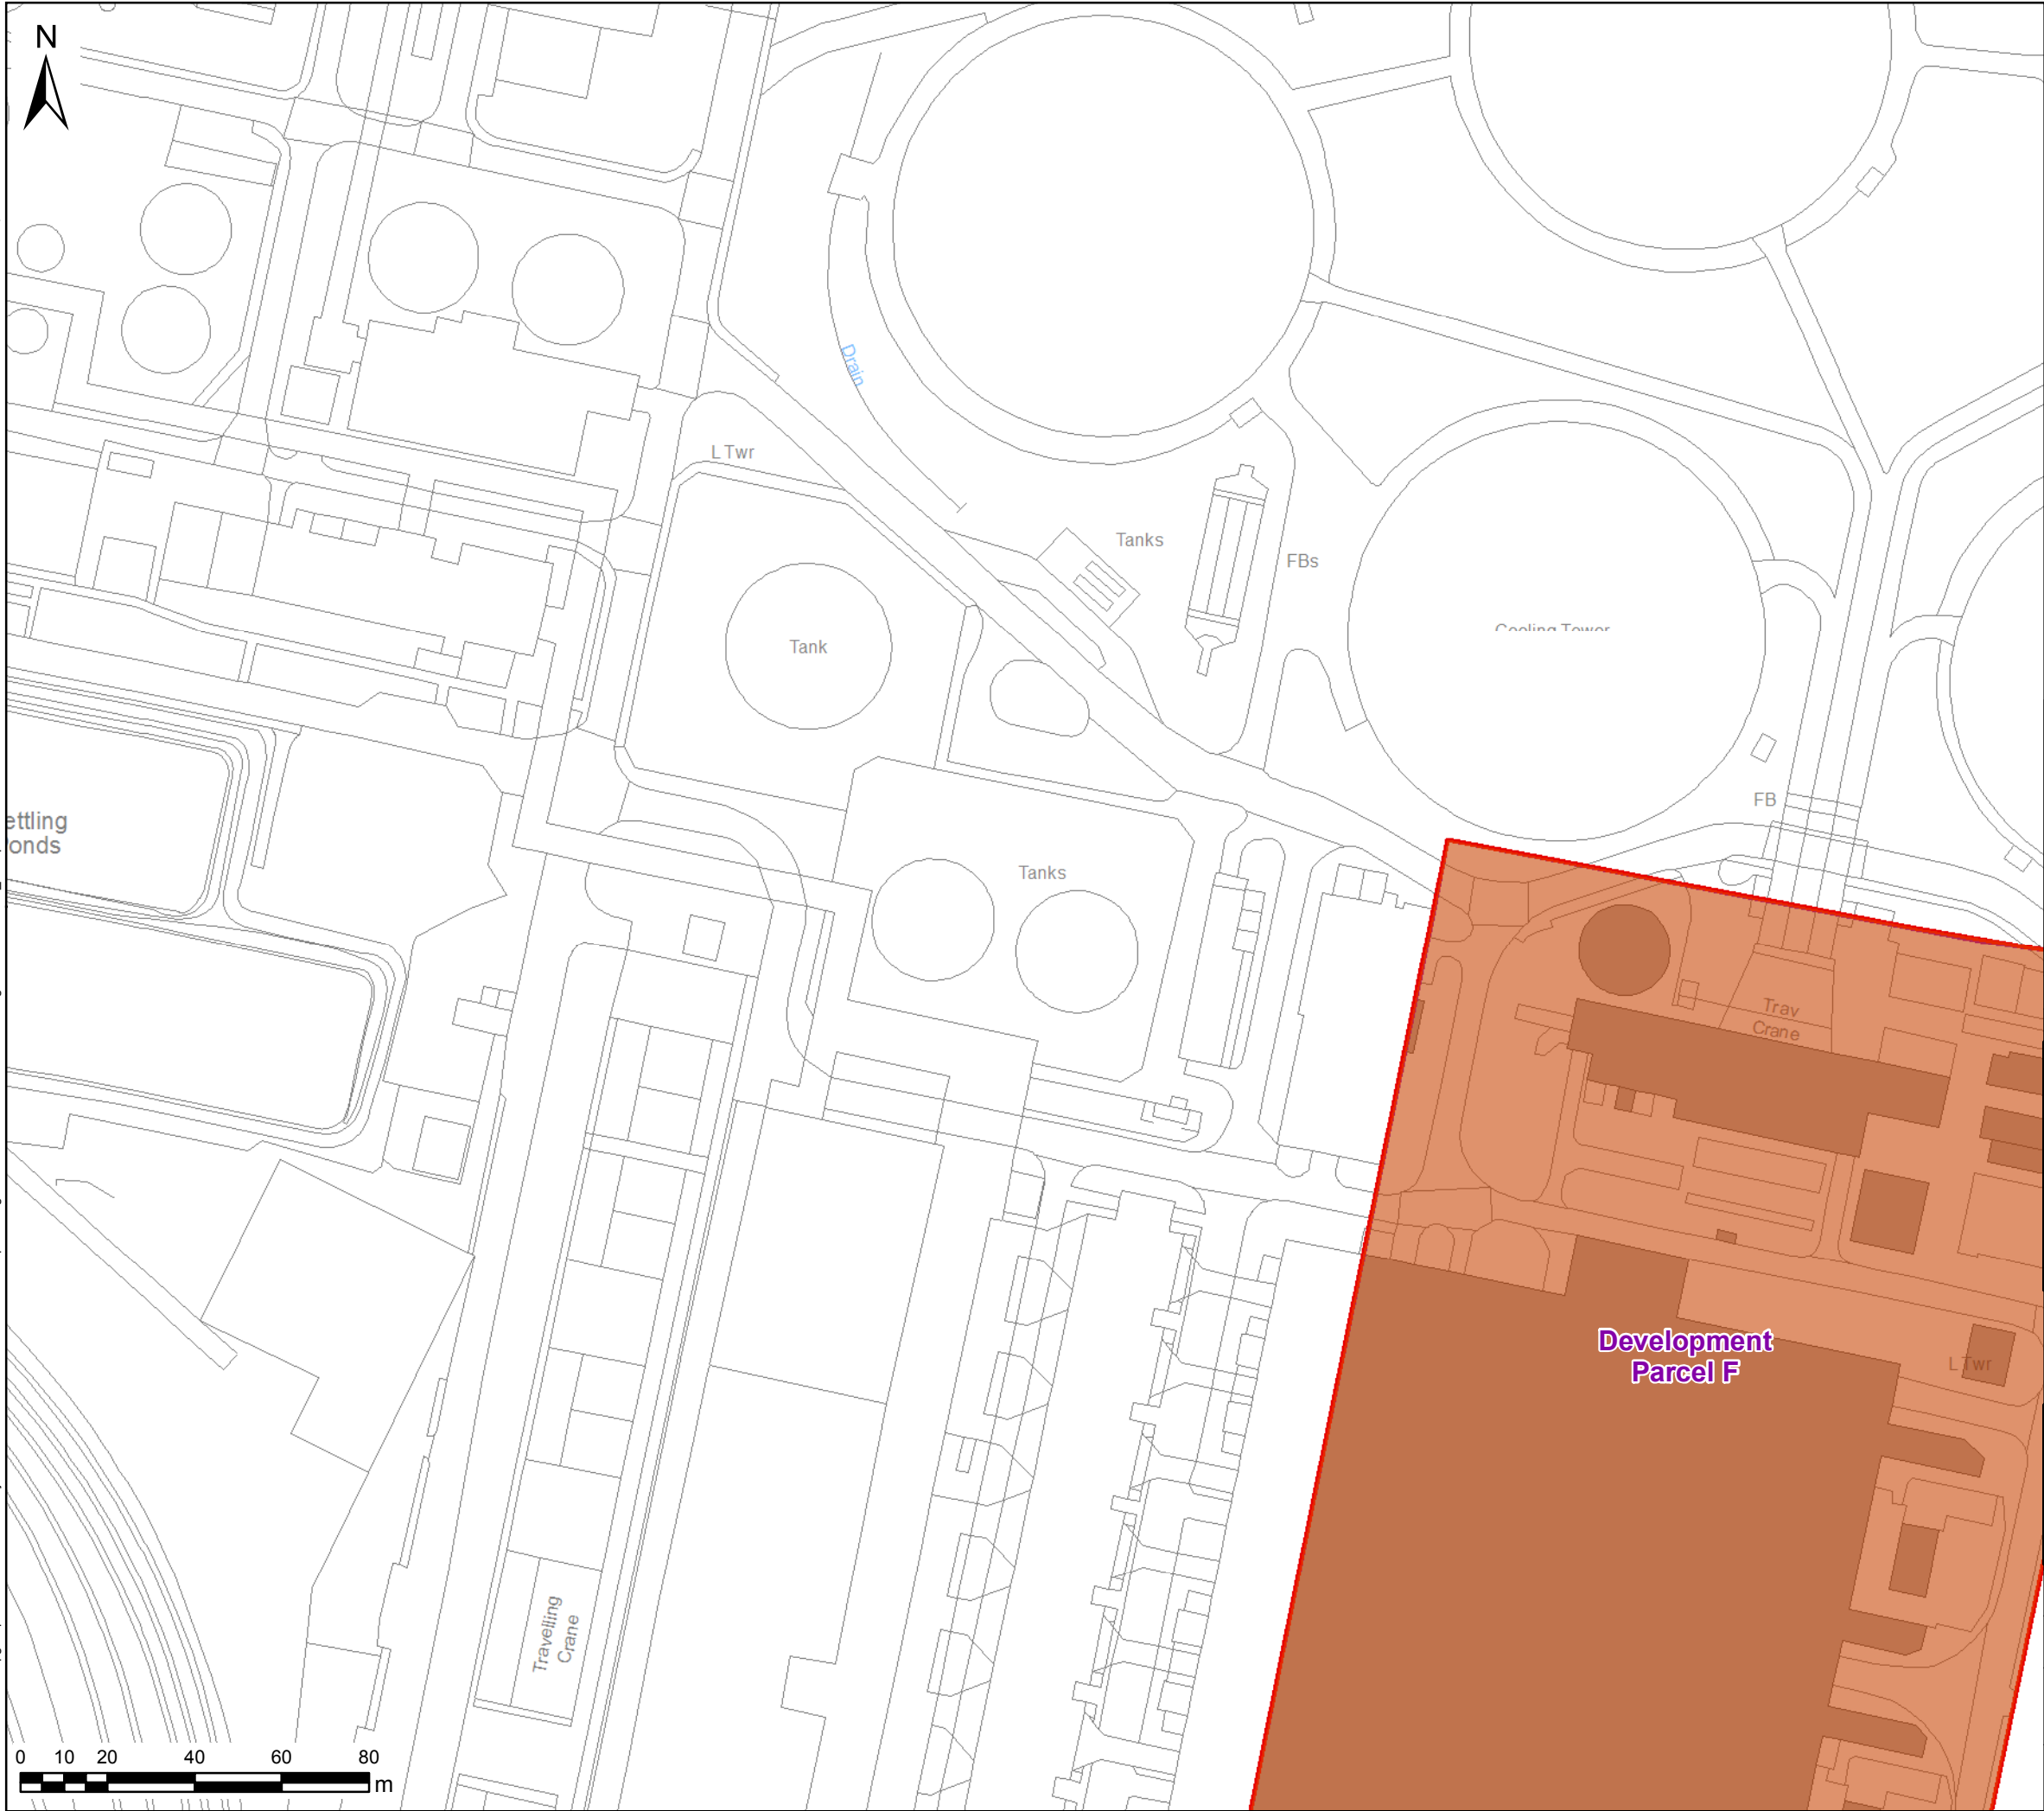 N
Drain
L Twr
Tanks
FBs
Tank
Cooling Tower
FB
ettling
onds
Tanks
Trav
Crane
Development
Parcel F
L Twr
Travelling
Crane
0 10 20 40 60 80
m